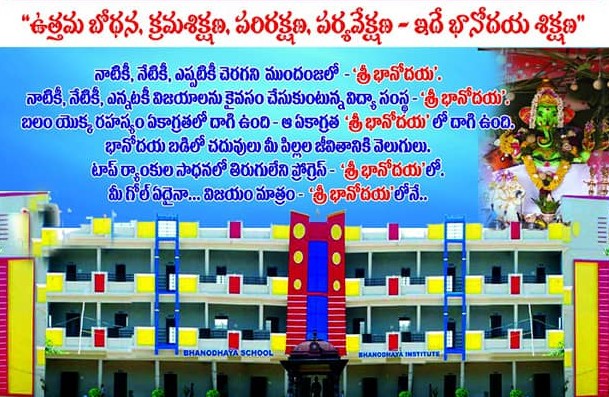 “ఉత్తమ బోధన, క్రమశిక్షణ, పరిరక్షణ, పర్యవేక్షణ - ఇదే భానోదయ శిక్షణ”
నాటికీ, నేటికీ, ఎప్పటికీ చెరగని ముందంజలో - ‘శ్రీ భానోదయ’.
నాటికీ, నేటికీ, ఎన్నటకీ విజయాలను కైవసం చేసుకుంటున్న విద్యా సంస్థ - ‘శ్రీ భానోదయ’.
బలం యొక్క రహస్యం ఏకాగ్రతలో దాగి ఉంది - ఆ ఏకాగ్రత ‘శ్రీ భానోదయ’ లో దాగి ఉంది.
భానోదయ బడిలో చదువులు మీ పిల్లల జీవితానికి వెలుగులు.
టాప్ ర్యాంకుల సాధనలో తిరుగులేని ప్రోగ్రెస్ - ‘శ్రీ భానోదయ’లో.
మీ గోల్ ఏదైనా... విజయం మాత్రం - ‘శ్రీ భానోదయ’లోనే..
BHANODHAYA SCHOOL BHANODHAYA INSTITUTE